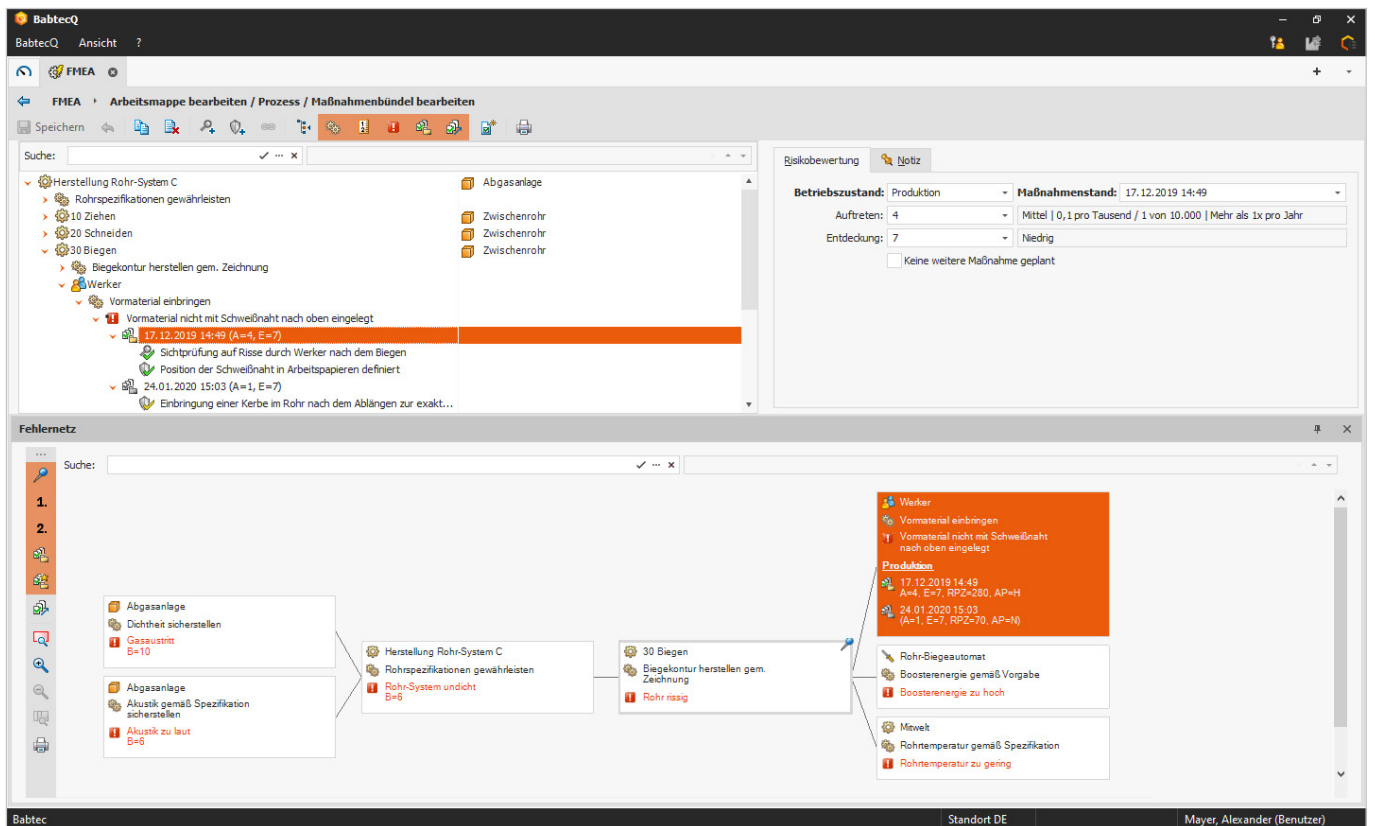 BabtecQ
BabtecQ Ansicht ?
FMEA
FMEA Arbeitsmappe bearbeiten / Prozess / Maßnahmenbündel bearbeiten
Speichern
Suche:
Herstellung Rohr-System C Abgasanlage
Rohrspezifikationen gewährleisten
10 Ziehen Zwischenrohr
20 Schneiden Zwischenrohr
30 Biegen Zwischenrohr
Biegekontur herstellen gem. Zeichnung
Werker
Vormaterial einbringen
Vormaterial nicht mit Schweißnaht nach oben eingelegt
17.12.2019 14:49 (A=4, E=7)
Sichtprüfung auf Risse durch Werker nach dem Biegen
Position der Schweißnaht in Arbeitspapieren definiert
24.01.2020 15:03 (A=1, E=7)
Einbringung einer Kerbe im Rohr nach dem Ablängen zur exakt...
Risikobewertung Notiz
Betriebszustand: Produktion Maßnahmenstand: 17.12.2019 14:49
Auftreten: 4 Mittel | 0,1 pro Tausend / 1 von 10.000 | Mehr als 1x pro Jahr
Entdeckung: 7 Niedrig
Keine weitere Maßnahme geplant
Fehlernetz
Suche:
1.
2.
Abgasanlage
Dichtheit sicherstellen
Gasaustritt
B=10
Abgasanlage
Akustik gemäß Spezifikation
sicherstellen
Akustik zu laut
B=6
Herstellung Rohr-System C
Rohrspezifikationen gewährleisten
Rohr-System undicht
B=6
30 Biegen
Biegekontur herstellen gem.
Zeichnung
Rohr rissig
Werker
Vormaterial einbringen
Vormaterial nicht mit Schweißnaht
nach oben eingelegt
Produktion
17.12.2019 14:49
A=4, E=7, RPZ=280, AP=H
24.01.2020 15:03
(A=1, E=7, RPZ=70, AP=N)
Rohr-Biegeautomat
Boosterenergie gemäß Vorgabe
Boosterenergie zu hoch
Mitwelt
Rohrtemperatur gemäß Spezifikation
Rohrtemperatur zu gering
Babtec Standort DE Mayer, Alexander (Benutzer)